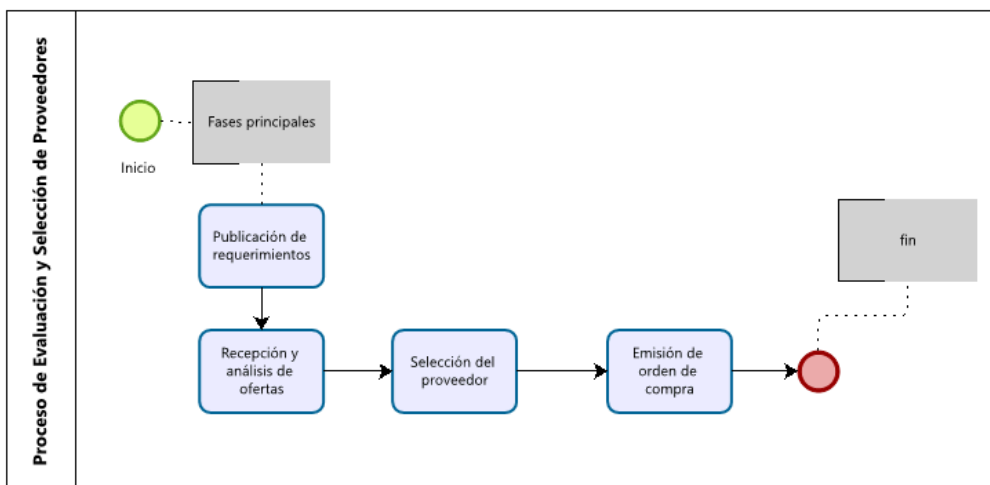 Proceso de Evaluación y Selección de Proveedores
Fases principales
Inicio
Publicación de
requerimientos
fin
Recepción y
análisis de
ofertas
Selección del
proveedor
Emisión de
orden de
compra